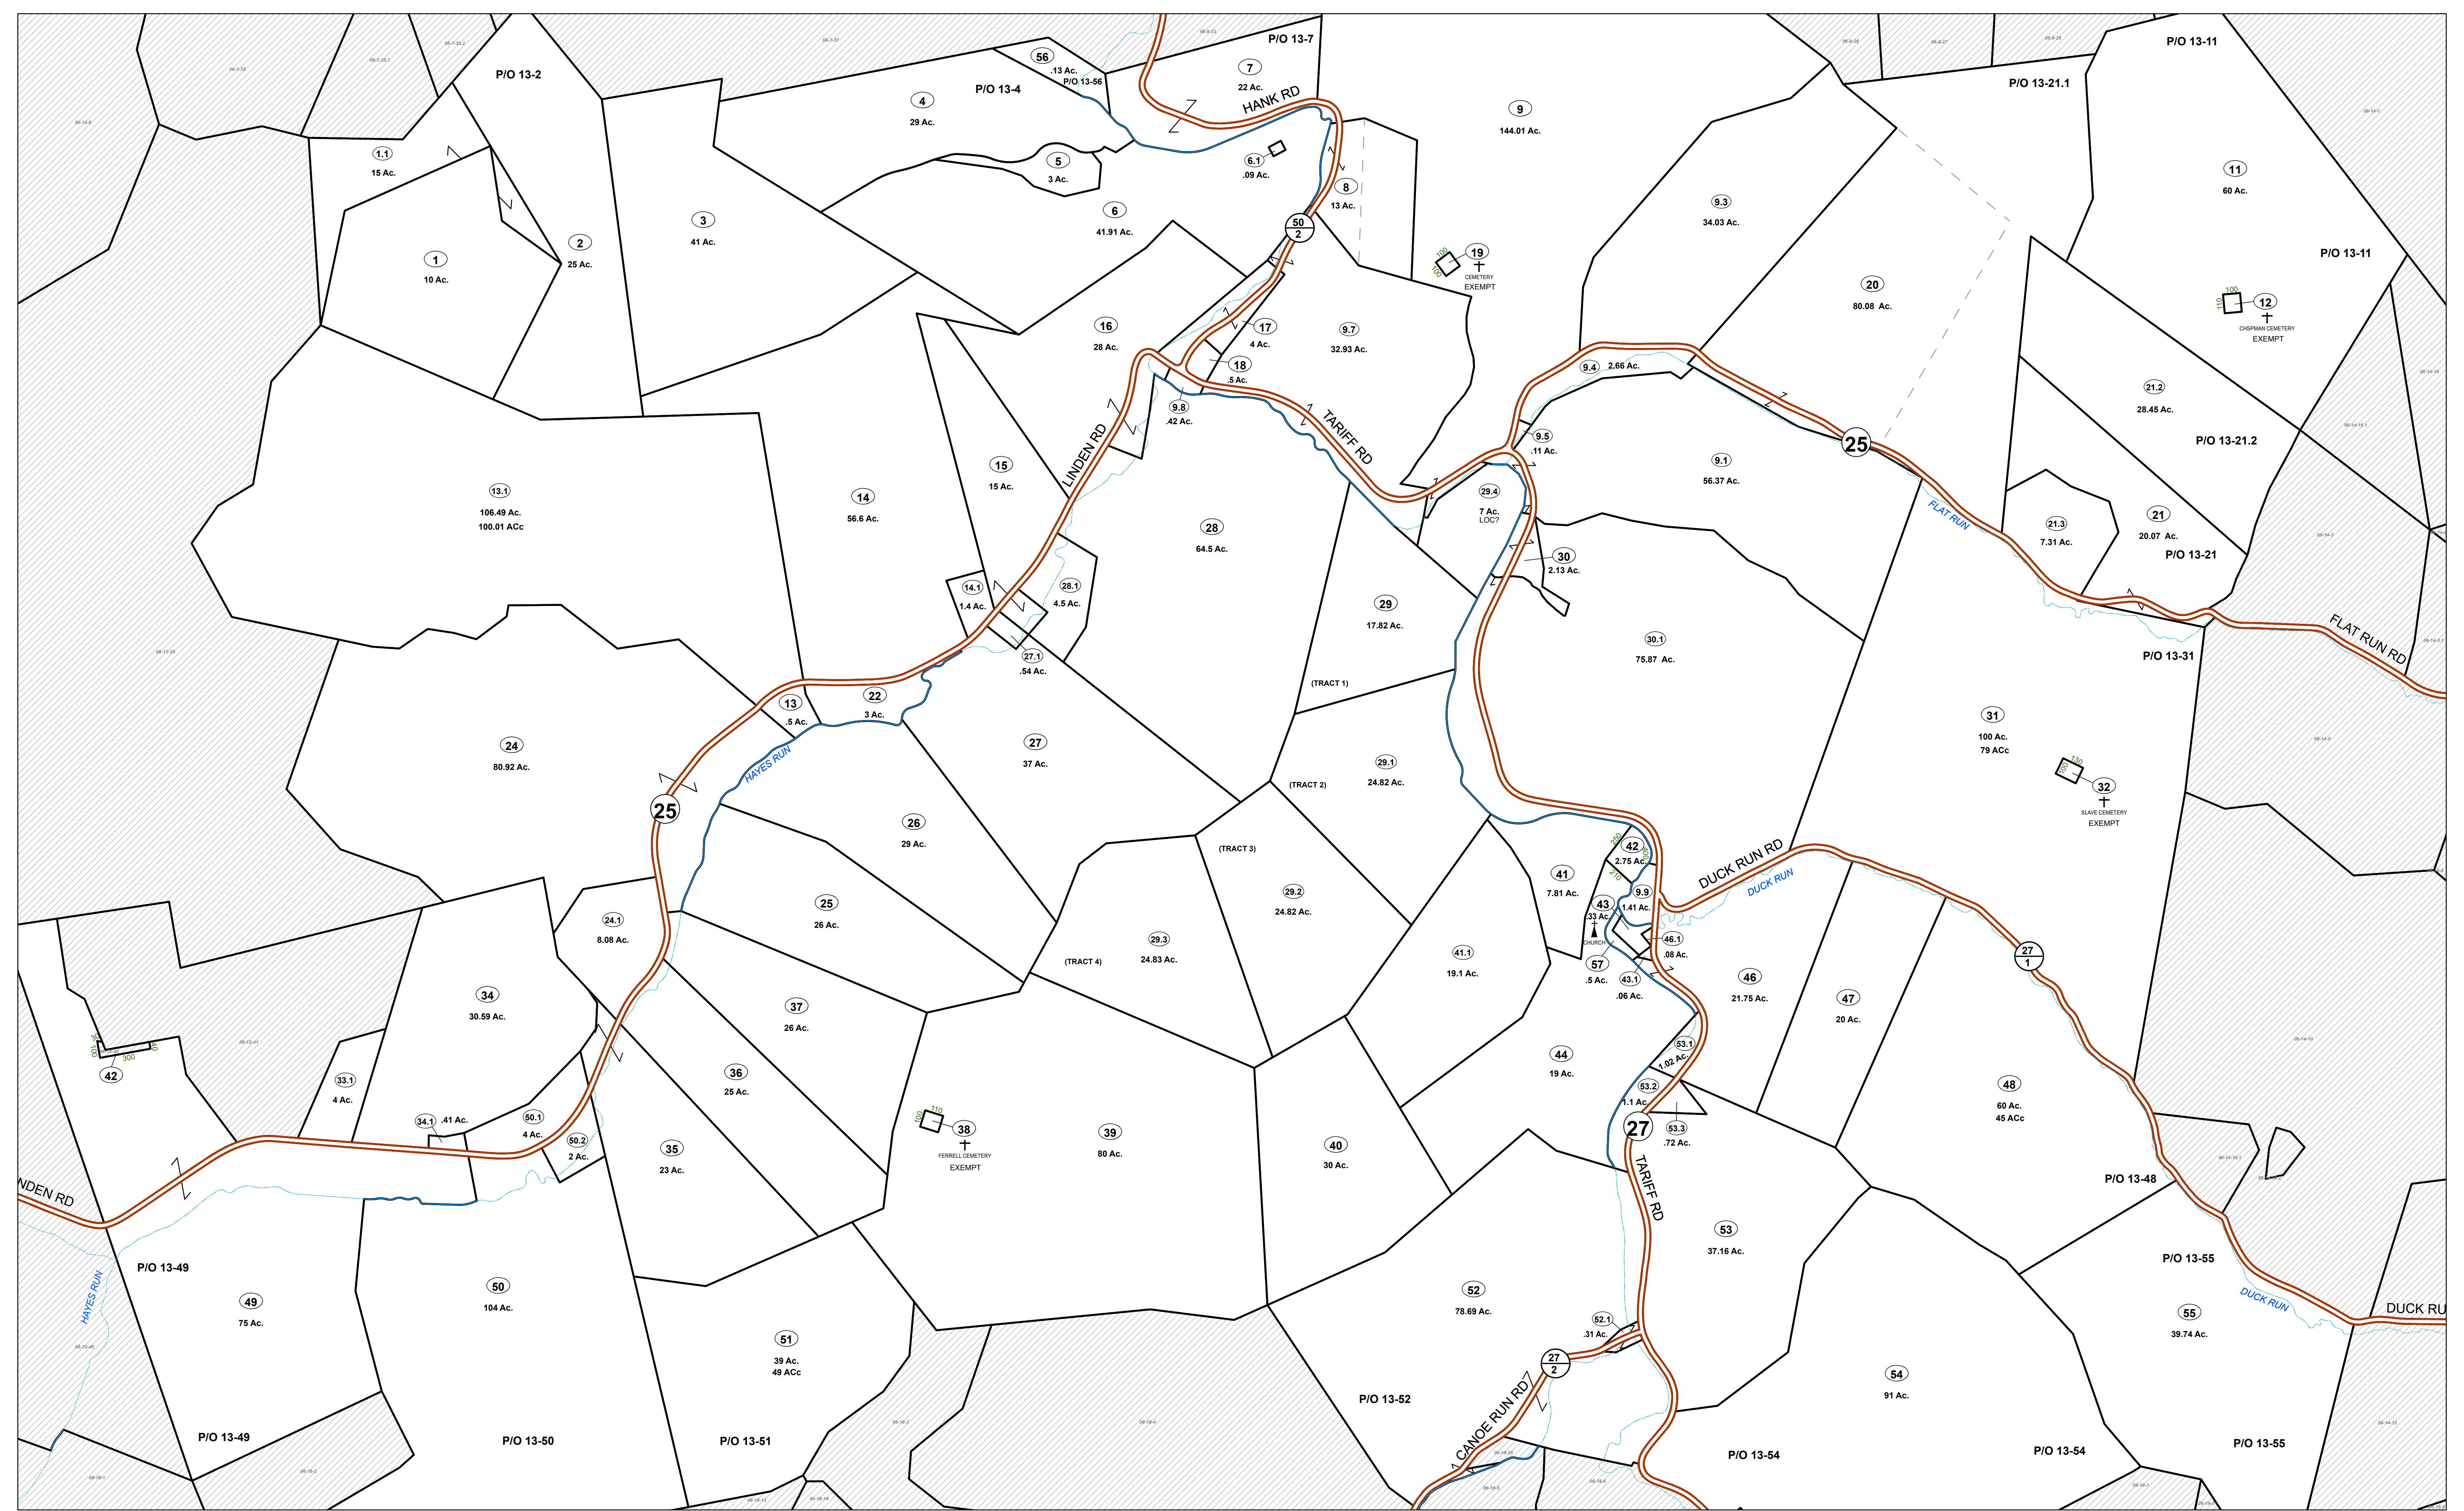 P/O 13-2
P/O 13-4
56
.13 Ac.
P/O 13-56
P/O 13-7
7
22 Ac.
HANK RD
P/O 13-21.1
P/O 13-11
4
29 Ac.
9
144.01 Ac.
1.1
15 Ac.
5
3 Ac.
6.1
.09 Ac.
8
13 Ac.
11
60 Ac.
6
41.91 Ac.
3
41 Ac.
9.3
34.03 Ac.
50
2
2
25 Ac.
1
10 Ac.
100
100
19
CEMETERY
EXEMPT
P/O 13-11
20
80.08 Ac.
100
110
12
CHSPMAN CEMETERY
EXEMPT
16
28 Ac.
17
4 Ac.
9.7
32.93 Ac.
18
.5 Ac.
9.4
2.66 Ac.
21.2
28.45 Ac.
9.8
.42 Ac.
TARIFF RD
LINDEN RD
9.5
.11 Ac.
25
P/O 13-21.2
9.1
56.37 Ac.
15
15 Ac.
13.1
106.49 Ac.
100.01 ACc
14
56.6 Ac.
29.4
7 Ac.
LOC?
FLAT RUN
28
64.5 Ac.
21.3
7.31 Ac.
21
20.07 Ac.
P/O 13-21
30
2.13 Ac.
14.1
1.4 Ac.
28.1
4.5 Ac.
29
17.82 Ac.
30.1
75.87 Ac.
FLAT RUN RD
27.1
.54 Ac.
P/O 13-31
(TRACT 1)
13
.5 Ac.
22
3 Ac.
31
100 Ac.
79 ACc
24
80.92 Ac.
27
37 Ac.
HAYES RUN
29.1
24.82 Ac.
(TRACT 2)
130
100
32
SLAVE CEMETERY
EXEMPT
25
26
29 Ac.
250
400
42
2.75 Ac.
210
(TRACT 3)
DUCK RUN RD
DUCK RUN
41
7.81 Ac.
29.2
24.82 Ac.
9.9
1.41 Ac.
43
.33 Ac.
CHURCH
25
26 Ac.
24.1
8.08 Ac.
29.3
24.83 Ac.
(TRACT 4)
41.1
19.1 Ac.
46.1
.08 Ac.
57
.5 Ac.
43.1
.06 Ac.
27
1
46
21.75 Ac.
47
20 Ac.
34
30.59 Ac.
37
26 Ac.
100
300
40
42
53.1
1.02 Ac.
44
19 Ac.
36
25 Ac.
33.1
4 Ac.
53.2
1.1 Ac.
48
60 Ac.
45 ACc
34.1
.41 Ac.
50.1
4 Ac.
50.2
2 Ac.
110
100
38
FERRELL CEMETERY
EXEMPT
39
80 Ac.
40
30 Ac.
27
53.3
.72 Ac.
35
23 Ac.
NDEN RD
TARIFF RD
P/O 13-48
53
37.16 Ac.
P/O 13-49
HAYES RUN
49
75 Ac.
50
104 Ac.
52
78.69 Ac.
P/O 13-55
DUCK RUN
55
39.74 Ac.
DUCK RU
51
39 Ac.
49 ACc
52.1
.31 Ac.
27
2
54
91 Ac.
CANOE RUN RD
P/O 13-52
P/O 13-49
P/O 13-50
P/O 13-51
P/O 13-54
P/O 13-54
P/O 13-55